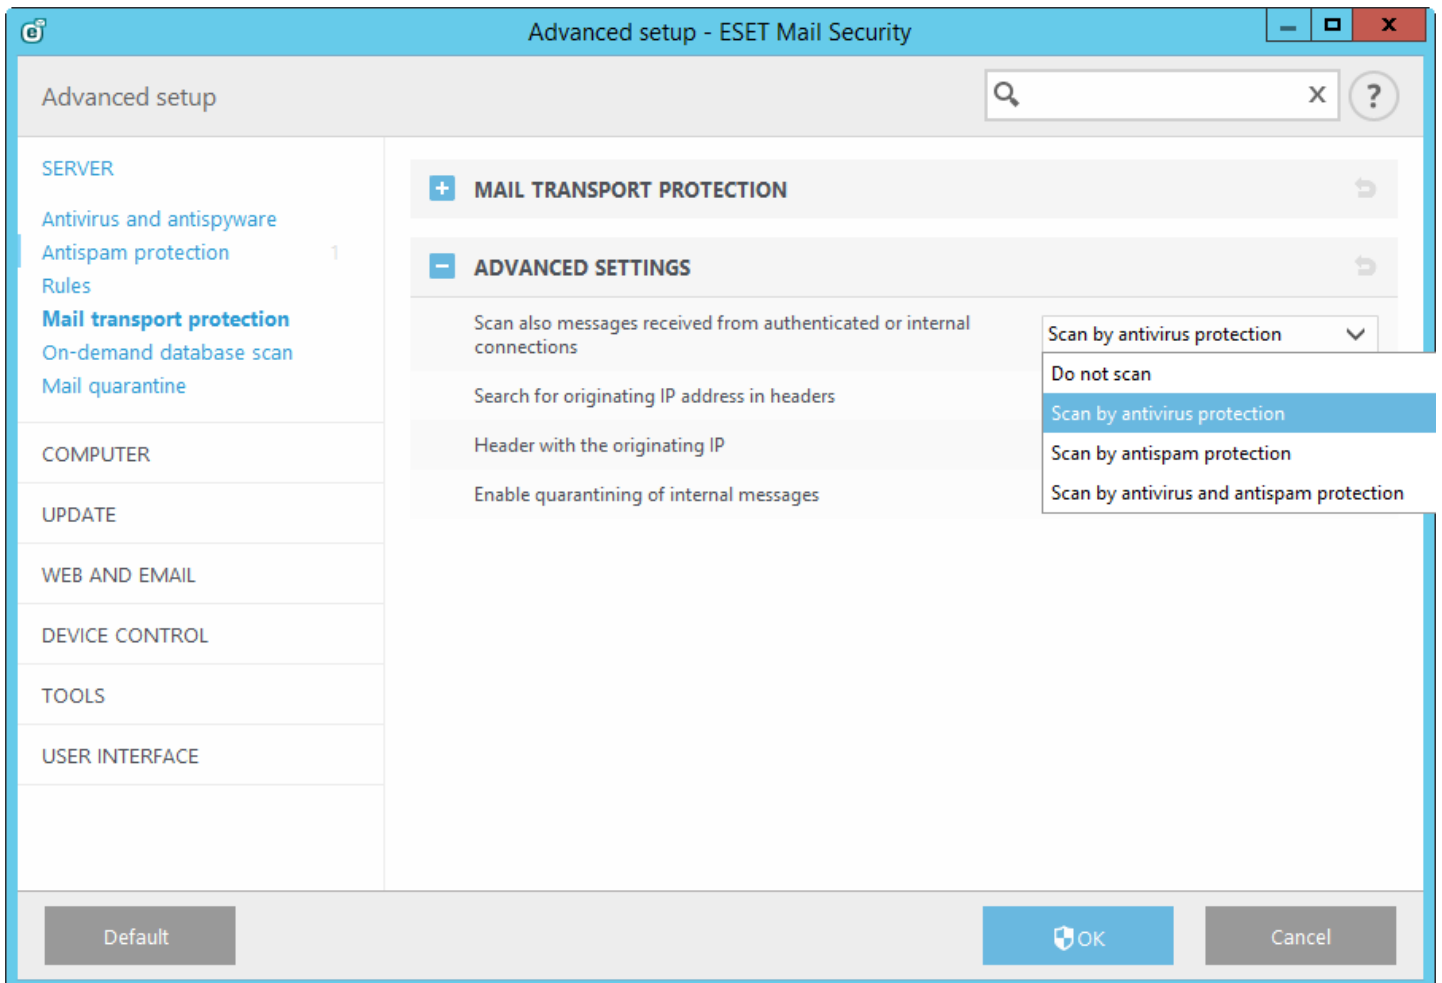 Advanced setup - ESET Mail Security
Advanced setup
SERVER
Antivirus and antispyware
Antispam protection 1
Rules
Mail transport protection
On-demand database scan
Mail quarantine
COMPUTER
UPDATE
WEB AND EMAIL
DEVICE CONTROL
TOOLS
USER INTERFACE
MAIL TRANSPORT PROTECTION
ADVANCED SETTINGS
Scan also messages received from authenticated or internal
connections
Scan by antivirus protection
Do not scan
Scan by antivirus protection
Scan by antispam protection
Scan by antivirus and antispam protection
Search for originating IP address in headers
Header with the originating IP
Enable quarantining of internal messages
Default
OK
Cancel